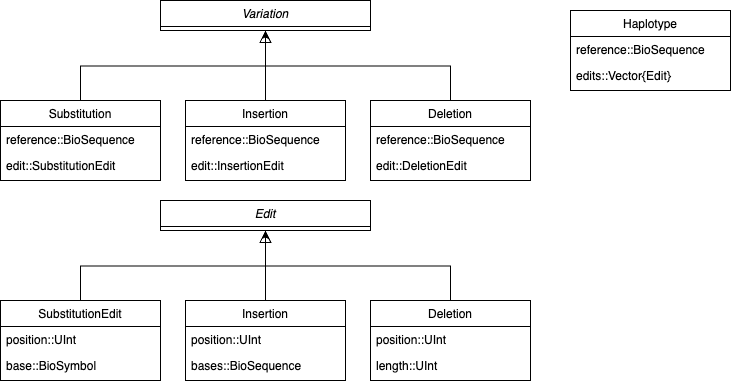 Variation
Haplotype
reference::BioSequence
edits::Vector{Edit}
Substitution
reference::BioSequence
edit::SubstitutionEdit
Insertion
reference::BioSequence
edit::InsertionEdit
Deletion
reference::BioSequence
edit::DeletionEdit
Edit
SubstitutionEdit
position::UInt
base::BioSymbol
Insertion
position::UInt
bases::BioSequence
Deletion
position::UInt
length::UInt